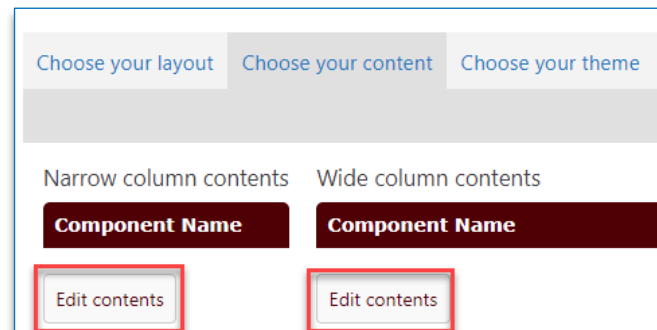 Choose your layout Choose your content Choose your theme
Narrow column contents Wide column contents
Component Name Component Name
Edit contents Edit contents